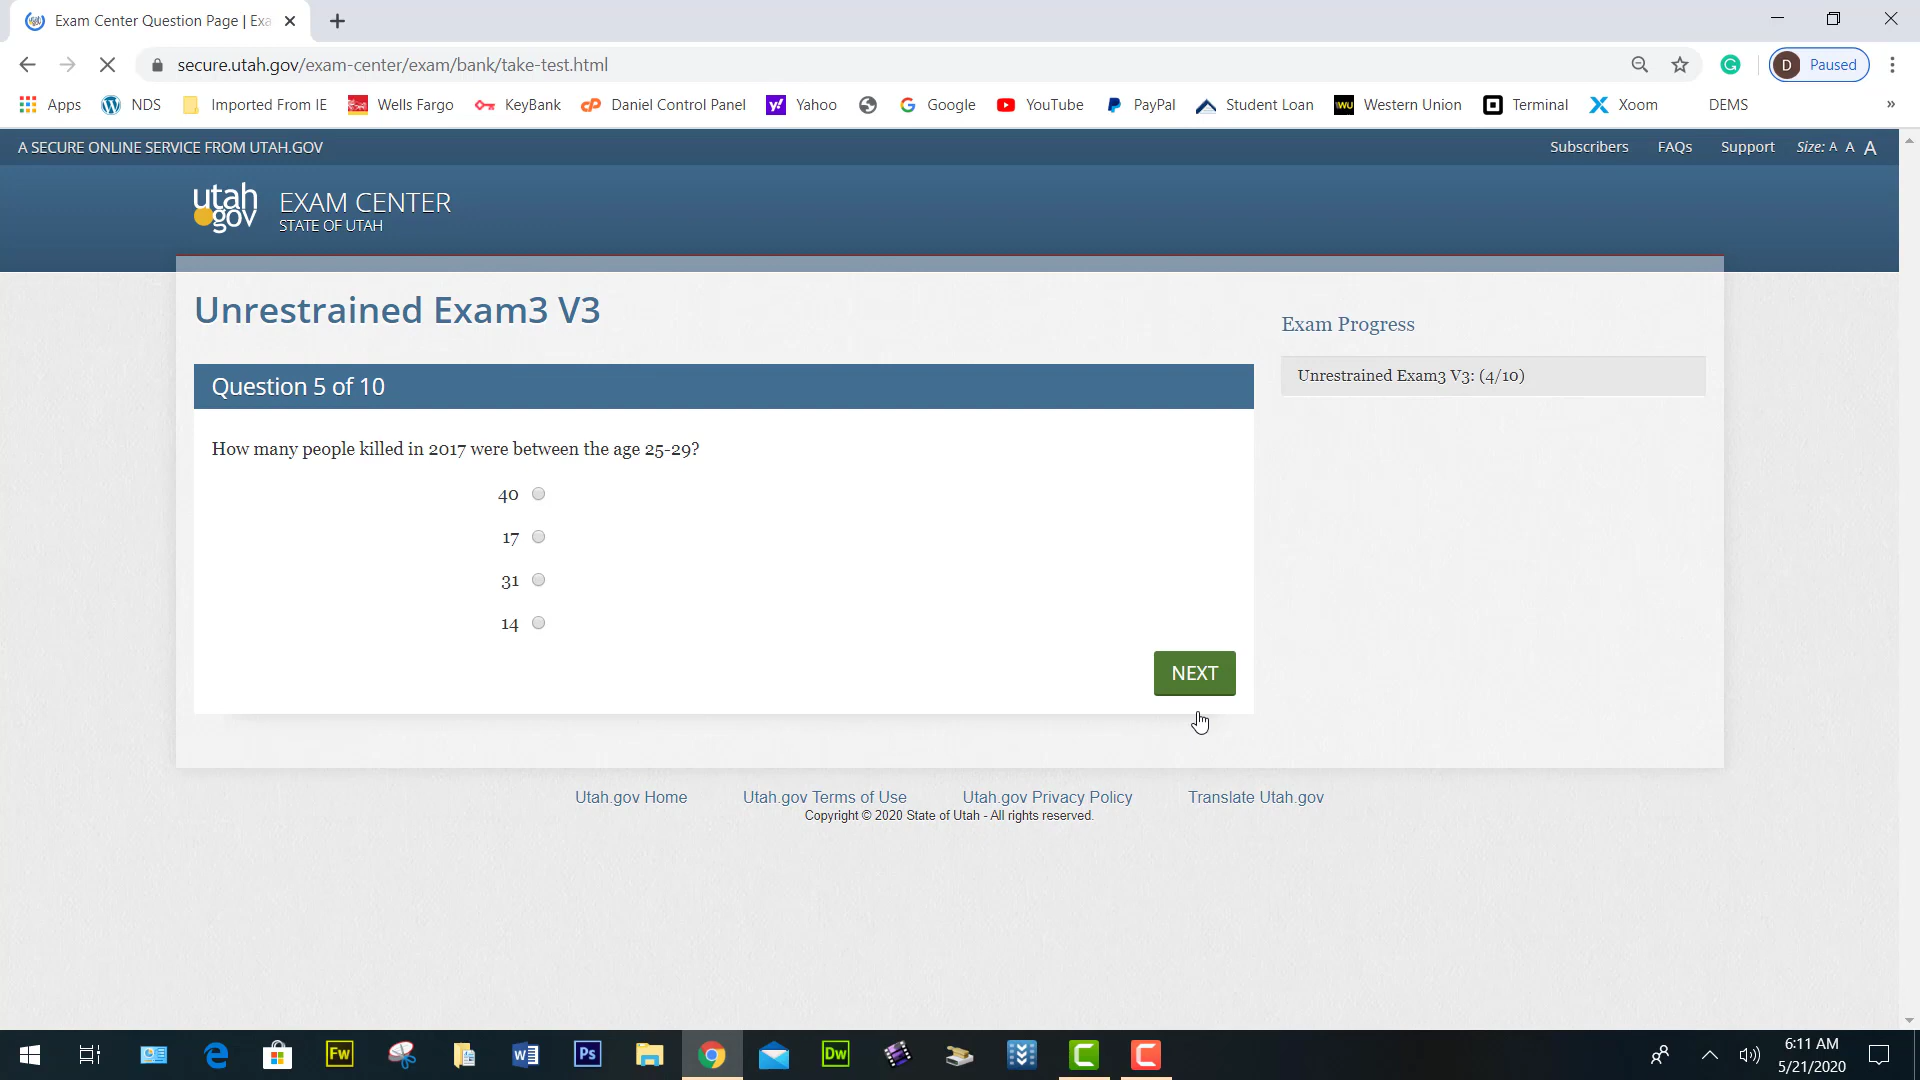 Exam Center Question Page | Exa
secure.utah.gov/exam-center/exam/bank/take-test.html
D Paused
Apps NDS Imported From IE Wells Fargo KeyBank Daniel Control Panel Yahoo Google YouTube PayPal Student Loan Western Union Terminal Xoom DEMS »
A SECURE ONLINE SERVICE FROM UTAH.GOV
Subscribers FAQs Support Size: A A A
utah gov
EXAM CENTER
STATE OF UTAH
Unrestrained Exam3 V3
Exam Progress
Unrestrained Exam3 V3: (4/10)
Question 5 of 10
How many people killed in 2017 were between the age 25-29?
40
17
31
14
NEXT
Utah.gov Home Utah.gov Terms of Use Utah.gov Privacy Policy Translate Utah.gov
Copyright © 2020 State of Utah - All rights reserved.
Fw
Ps
Dw
6:11 AM
5/21/2020